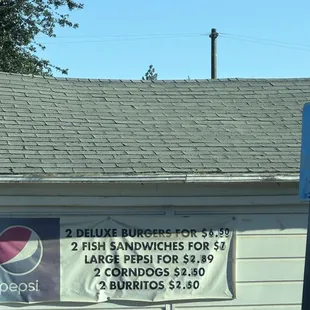 2 DELUXE BURGERS FOR $6.50
2 FISH SANDWICHES FOR $7
LARGE PEPSI FOR $2.89
2 CORNDOGS $2.50
2 BURRITOS $2.50
pepsi